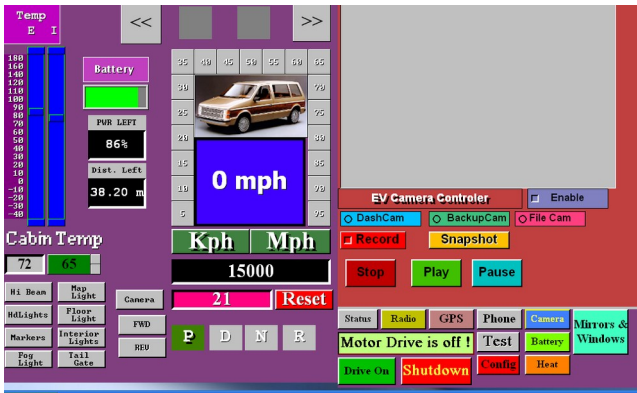 Temp
E I
<<
>>
180
160
140
120
110
100
90
80
70
60
50
40
30
20
10
0
-10
-20
-30
-40
Battery
PWR LEFT
86%
Dist. Left
38.20 m
35 40 45 50 55 60 65
30 70
25 75
20 80
15 85
10 90
5 95
0 mph
Kph Mph
15000
21 Reset
P D N R
Cabin Temp
72 65
Hi Beam
Map
Light
HdLights
Floor
Light
Markers
Interior
Lights
Fog
Light
Tail
Gate
Camera
FWD
REV
EV Camera Controler
Enable
DashCam BackupCam File Cam
Record Snapshot
Stop Play Pause
Status Radio GPS Phone Camera
Mirrors &
Windows
Motor Drive is off ! Test Battery
Drive On Shutdown Config Heat